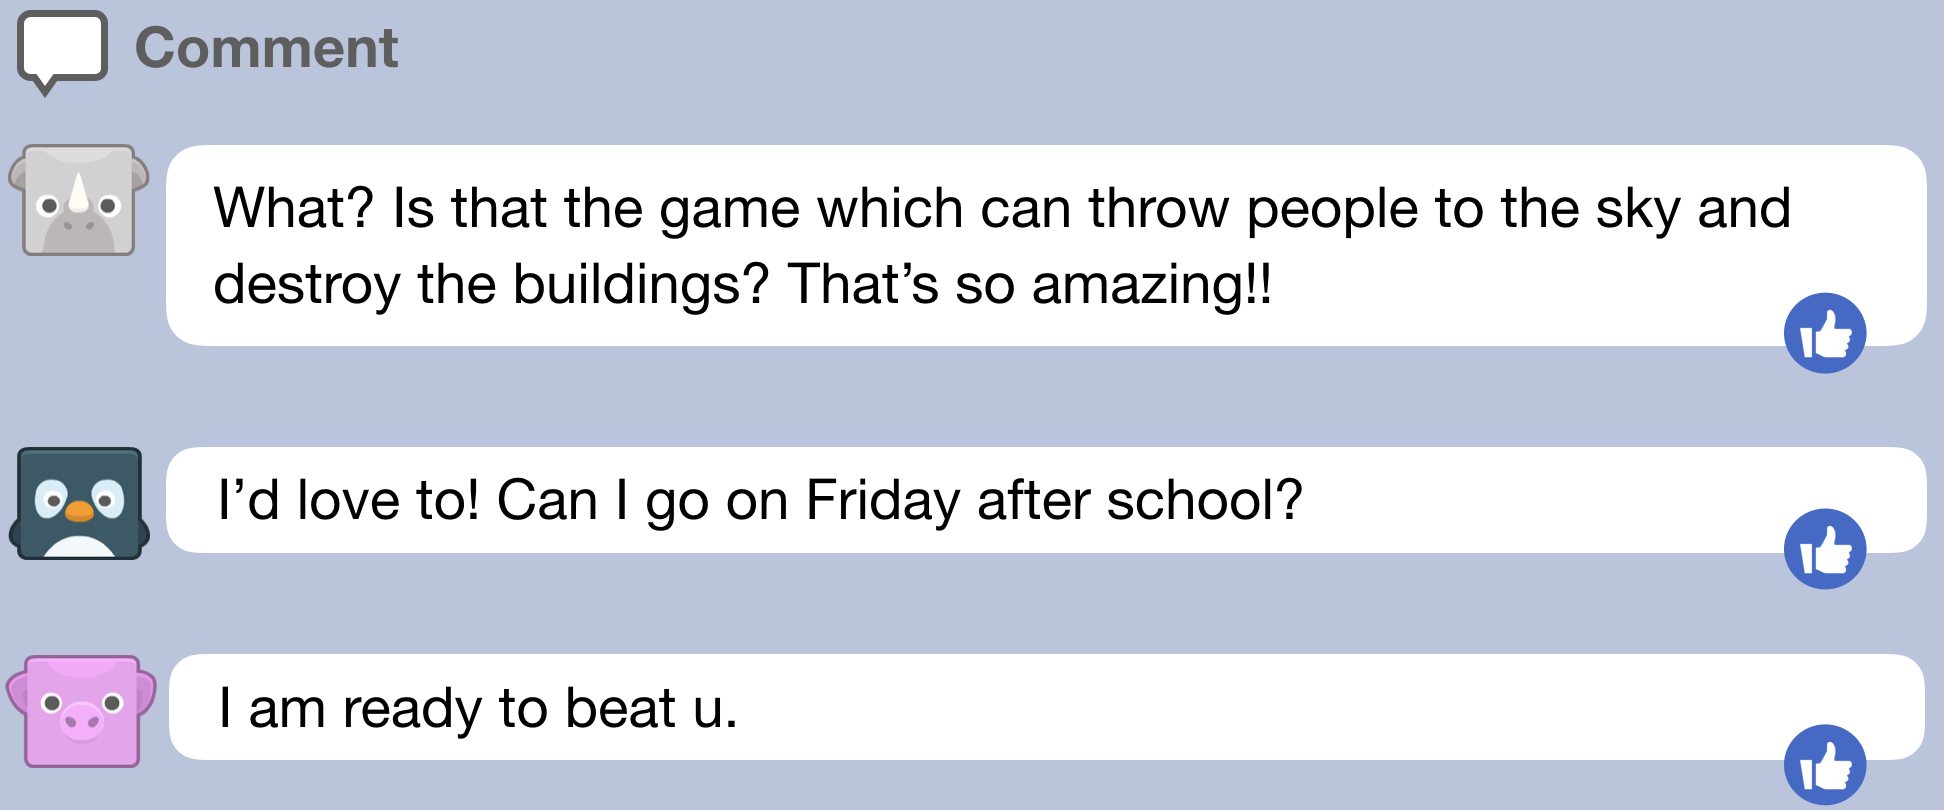 Comment
What? Is that the game which can throw people to the sky and
destroy the buildings? That’s so amazing!!
I’d love to! Can I go on Friday after school?
I am ready to beat u.